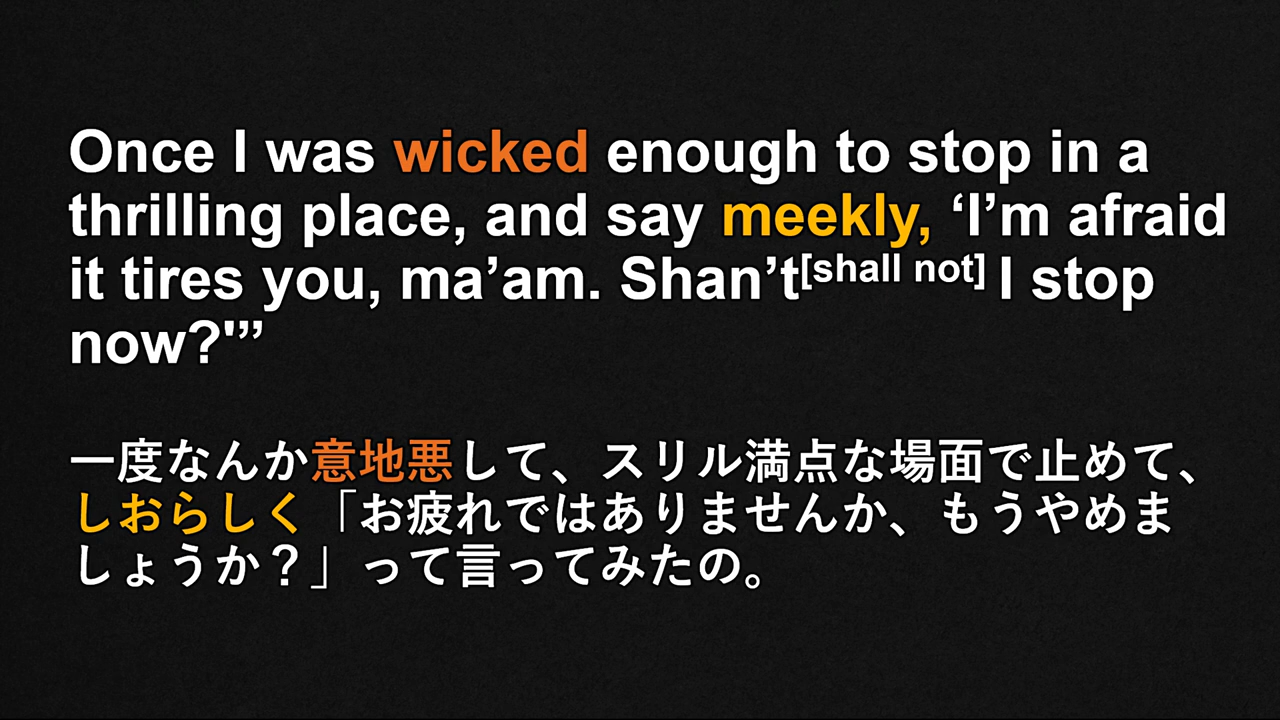 Once I was wicked enough to stop in a
thrilling place, and say meekly, ‘I’m afraid
it tires you, ma’am. Shan’t[shall not] I stop
now?'”
一度なんか意地悪して、スリル満点な場面で止めて、
しおらしく「お疲れではありませんか、もうやめま
しょうか？」って言ってみたの。